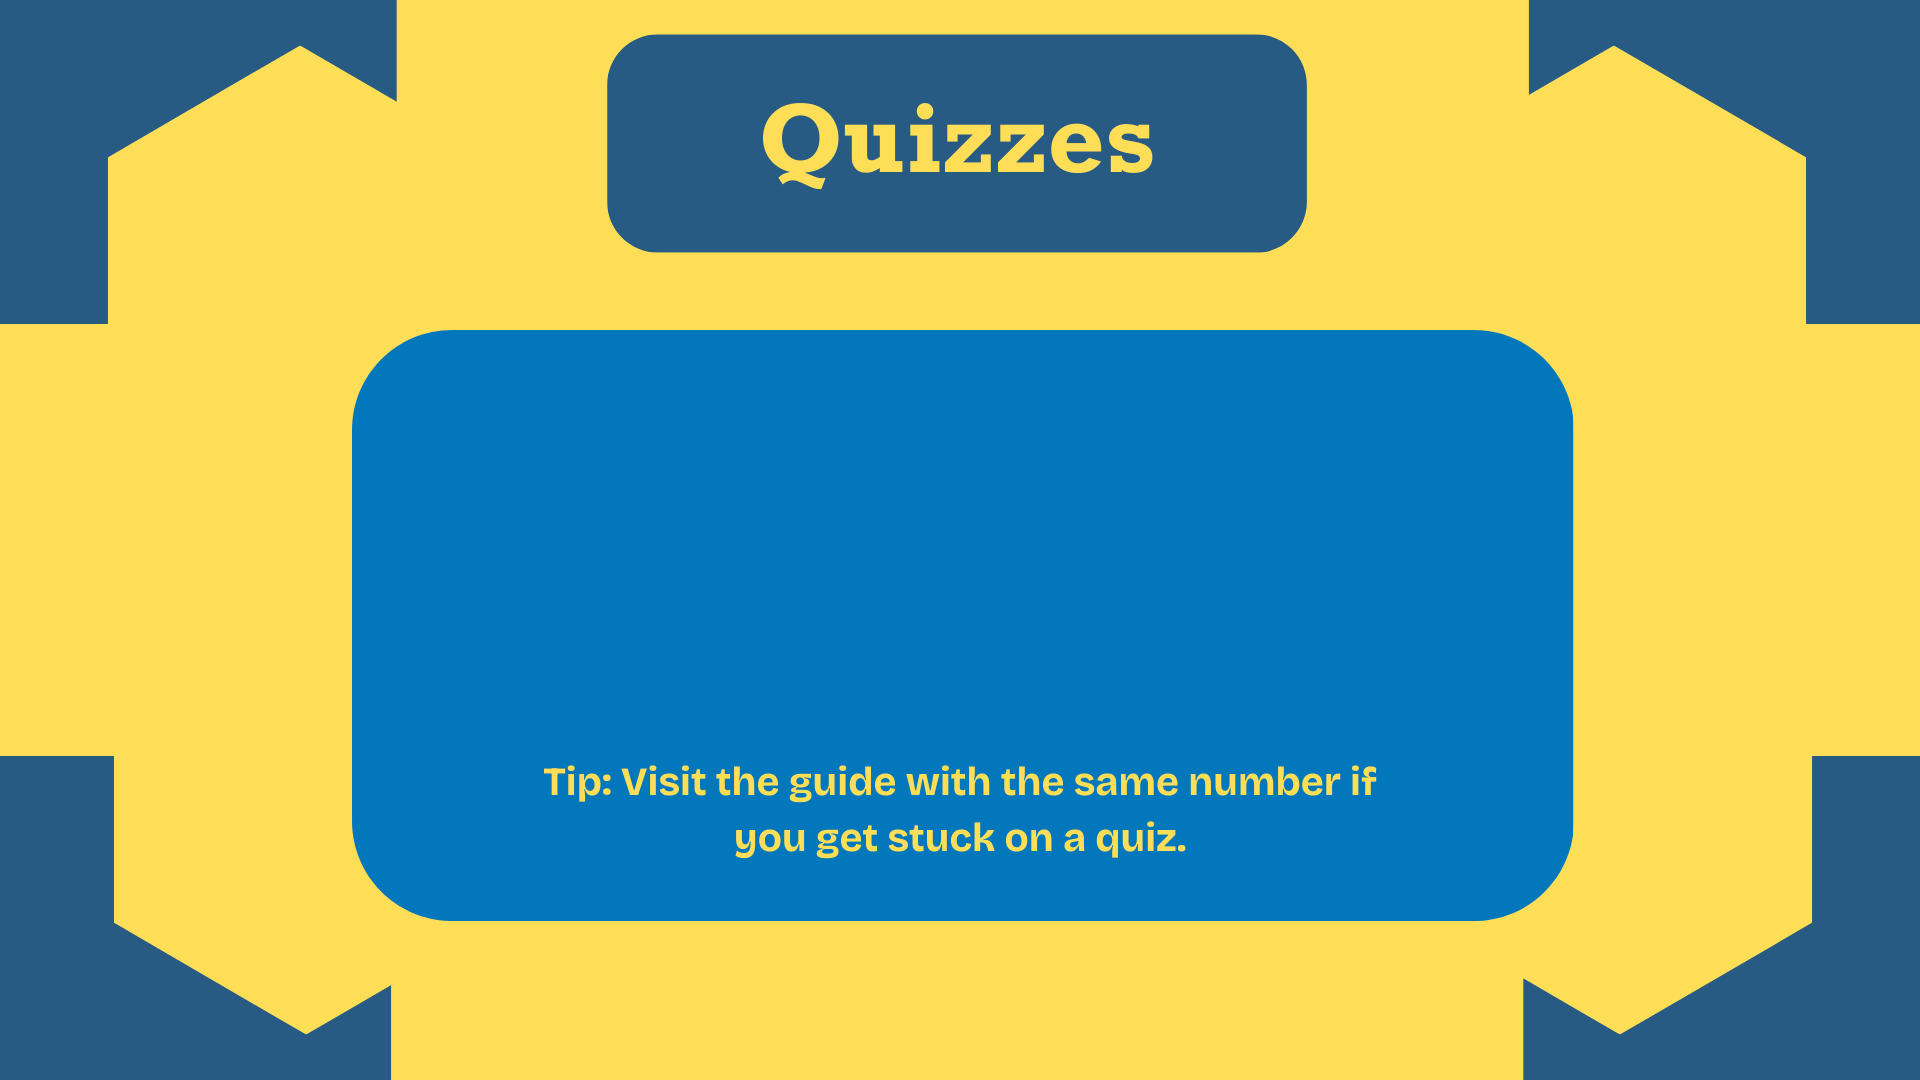 Quizzes
Tip: Visit the guide with the same number if
you get stuck on a quiz.